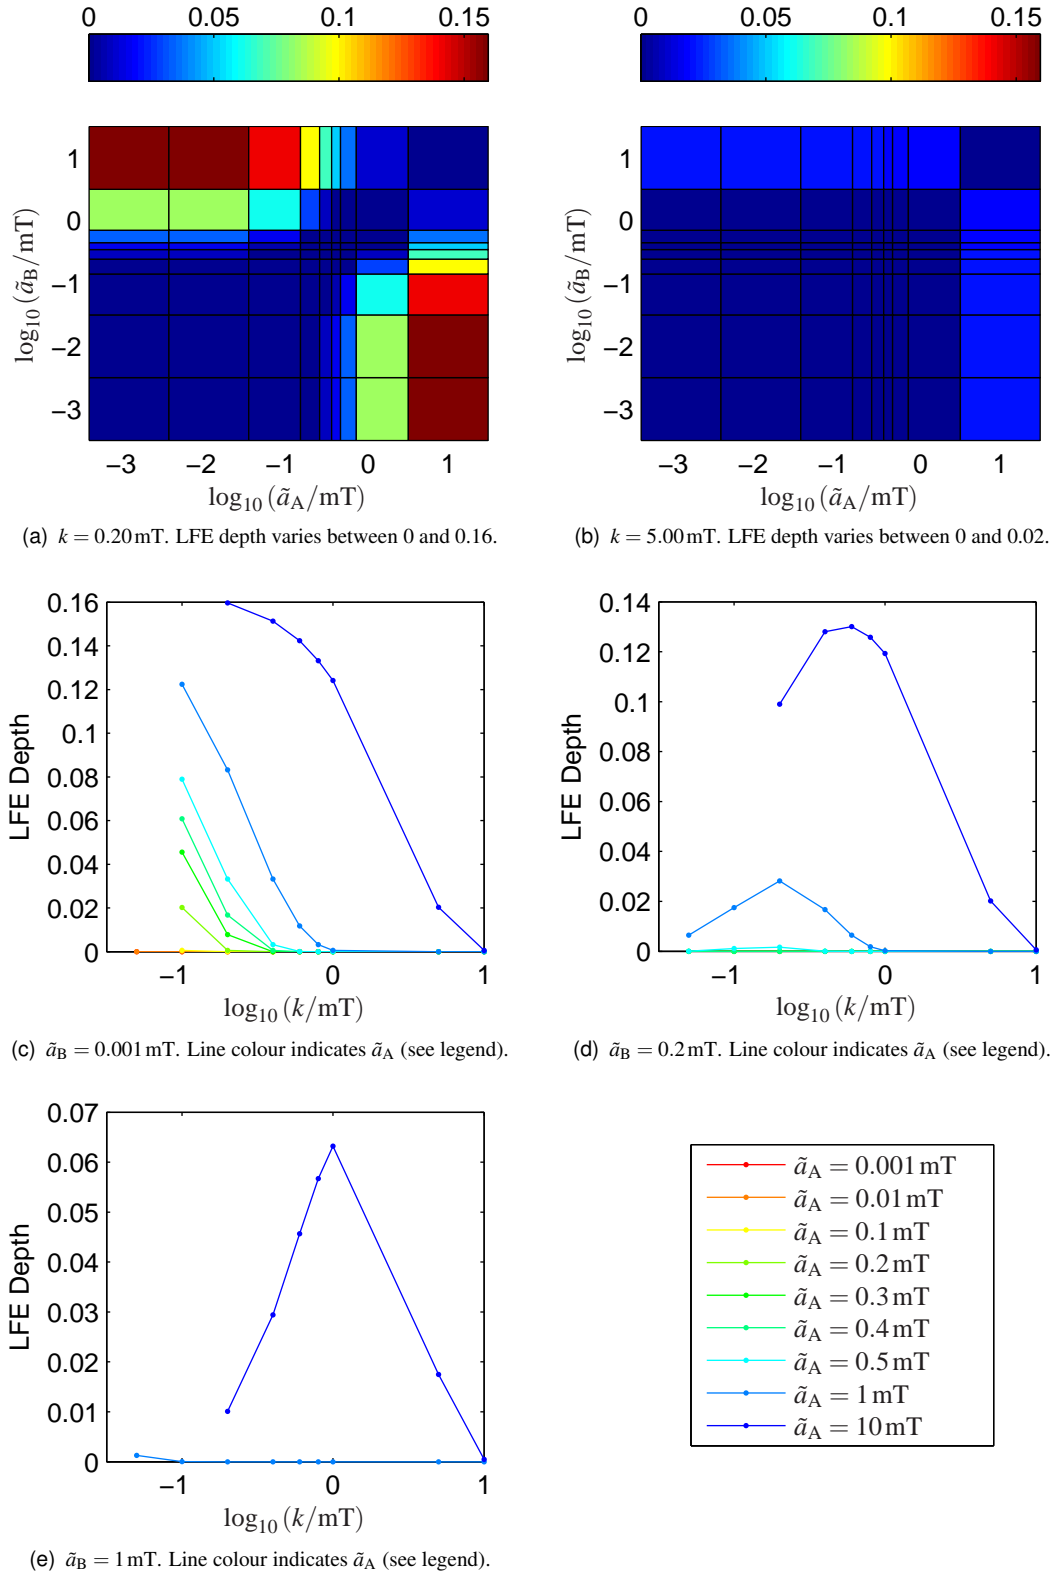 0 0.05 0.1 0.15
0 0.05 0.1 0.15
1
0
−1
−2
−3
log₁₀(ãB/mT)
−3 −2 −1 0 1
log₁₀(ãA/mT)
1
0
−1
−2
−3
log₁₀(ãB/mT)
−3 −2 −1 0 1
log₁₀(ãA/mT)
(a) k = 0.20 mT. LFE depth varies between 0 and 0.16.
(b) k = 5.00 mT. LFE depth varies between 0 and 0.02.
0.16
0.14
0.12
0.1
0.08
0.06
0.04
0.02
0
LFE Depth
−1 0 1
log₁₀(k/mT)
0.14
0.12
0.1
0.08
0.06
0.04
0.02
0
LFE Depth
−1 0 1
log₁₀(k/mT)
(c) ãB = 0.001 mT. Line colour indicates ãA (see legend).
(d) ãB = 0.2 mT. Line colour indicates ãA (see legend).
0.07
0.06
0.05
0.04
0.03
0.02
0.01
0
LFE Depth
−1 0 1
log₁₀(k/mT)
ãA = 0.001 mT
ãA = 0.01 mT
ãA = 0.1 mT
ãA = 0.2 mT
ãA = 0.3 mT
ãA = 0.4 mT
ãA = 0.5 mT
ãA = 1 mT
ãA = 10 mT
(e) ãB = 1 mT. Line colour indicates ãA (see legend).